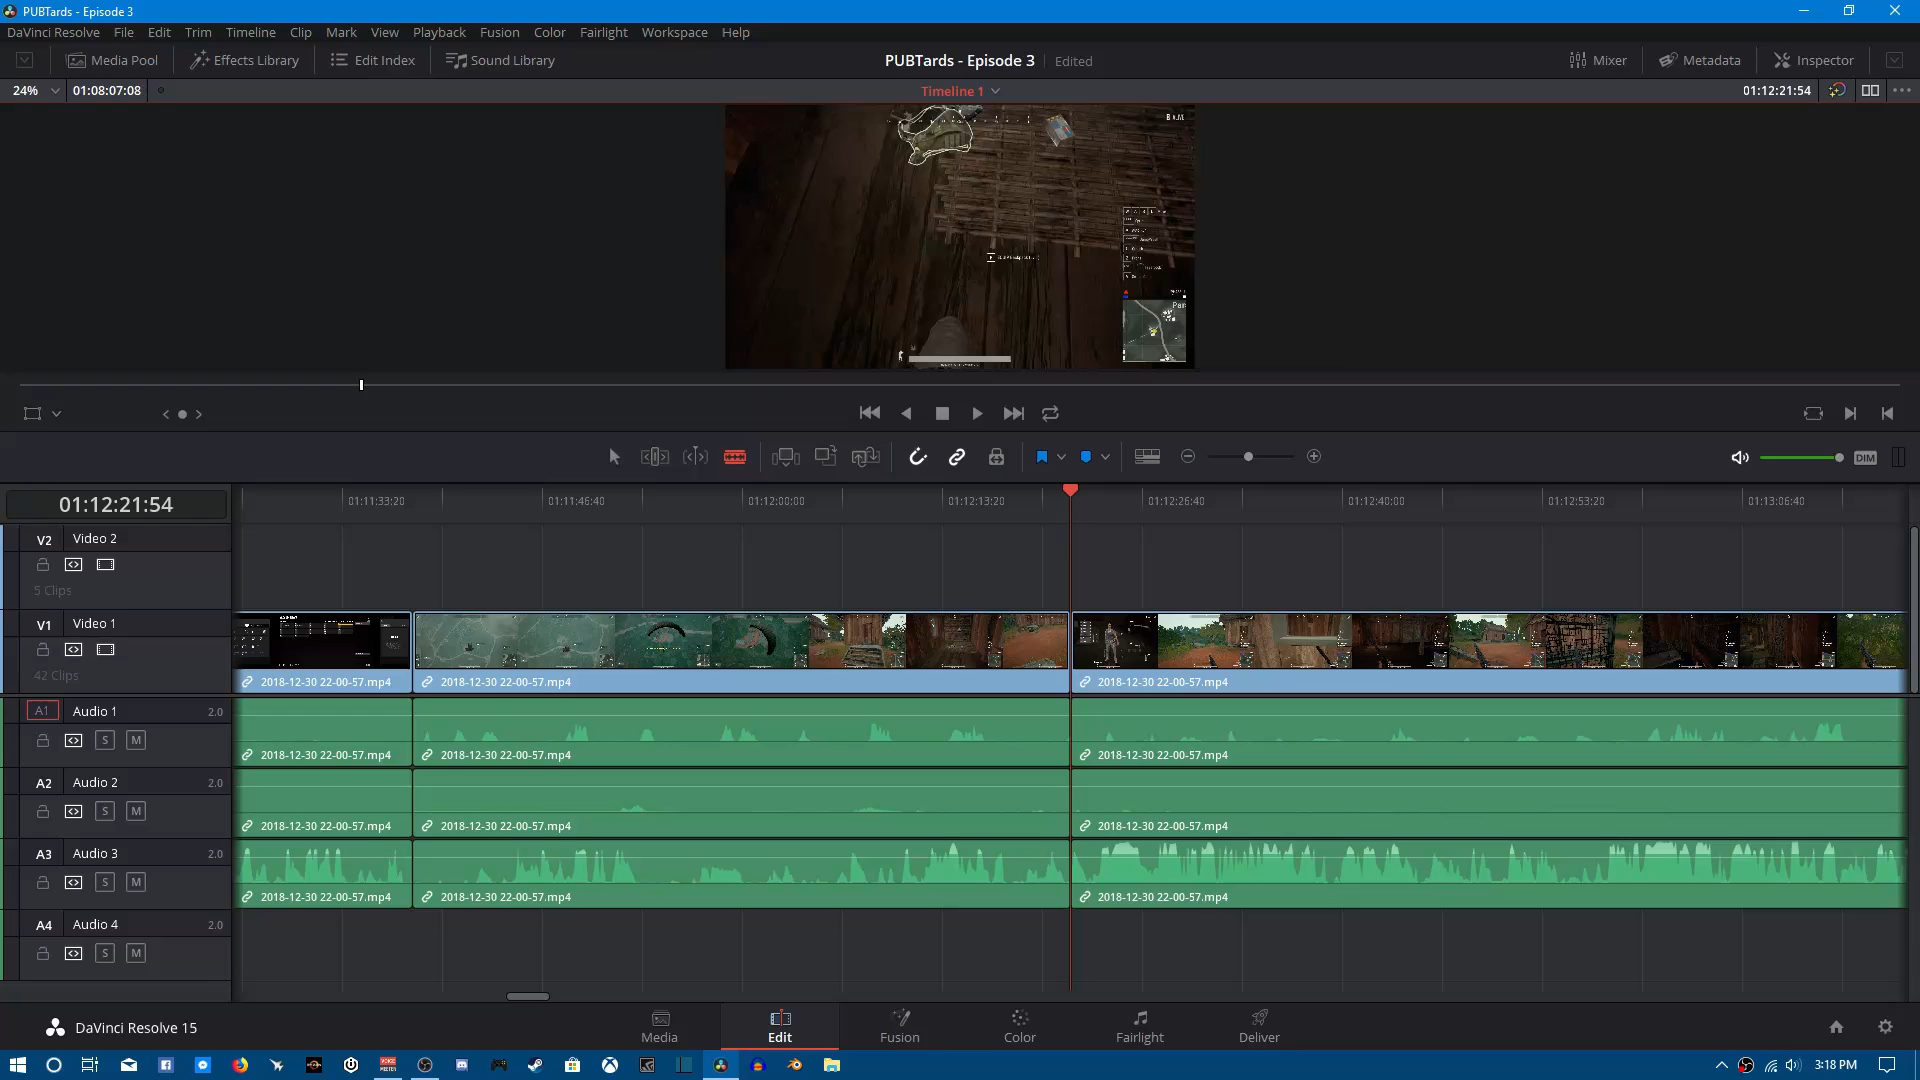 PUBTards - Episode 3
DaVinci Resolve File Edit Trim Timeline Clip Mark View Playback Fusion Color Fairlight Workspace Help
Media Pool Effects Library Edit Index Sound Library PUBTards - Episode 3 Edited Mixer Metadata Inspector
24% 01:08:07:08 Timeline 1 01:12:21:54
DIM
01:12:21:54 01:11:33:20 01:11:46:40 01:12:00:00 01:12:13:20 01:12:26:40 01:12:40:00 01:12:53:20 01:13:06:40
V2 Video 2
5 Clips
V1 Video 1
42 Clips
2018-12-30 22-00-57.mp4 2018-12-30 22-00-57.mp4 2018-12-30 22-00-57.mp4
A1 Audio 1 2.0
S M
2018-12-30 22-00-57.mp4 2018-12-30 22-00-57.mp4 2018-12-30 22-00-57.mp4
A2 Audio 2 2.0
S M
2018-12-30 22-00-57.mp4 2018-12-30 22-00-57.mp4 2018-12-30 22-00-57.mp4
A3 Audio 3 2.0
S M
2018-12-30 22-00-57.mp4 2018-12-30 22-00-57.mp4 2018-12-30 22-00-57.mp4
A4 Audio 4 2.0
S M
DaVinci Resolve 15 Media Edit Fusion Color Fairlight Deliver
3:18 PM